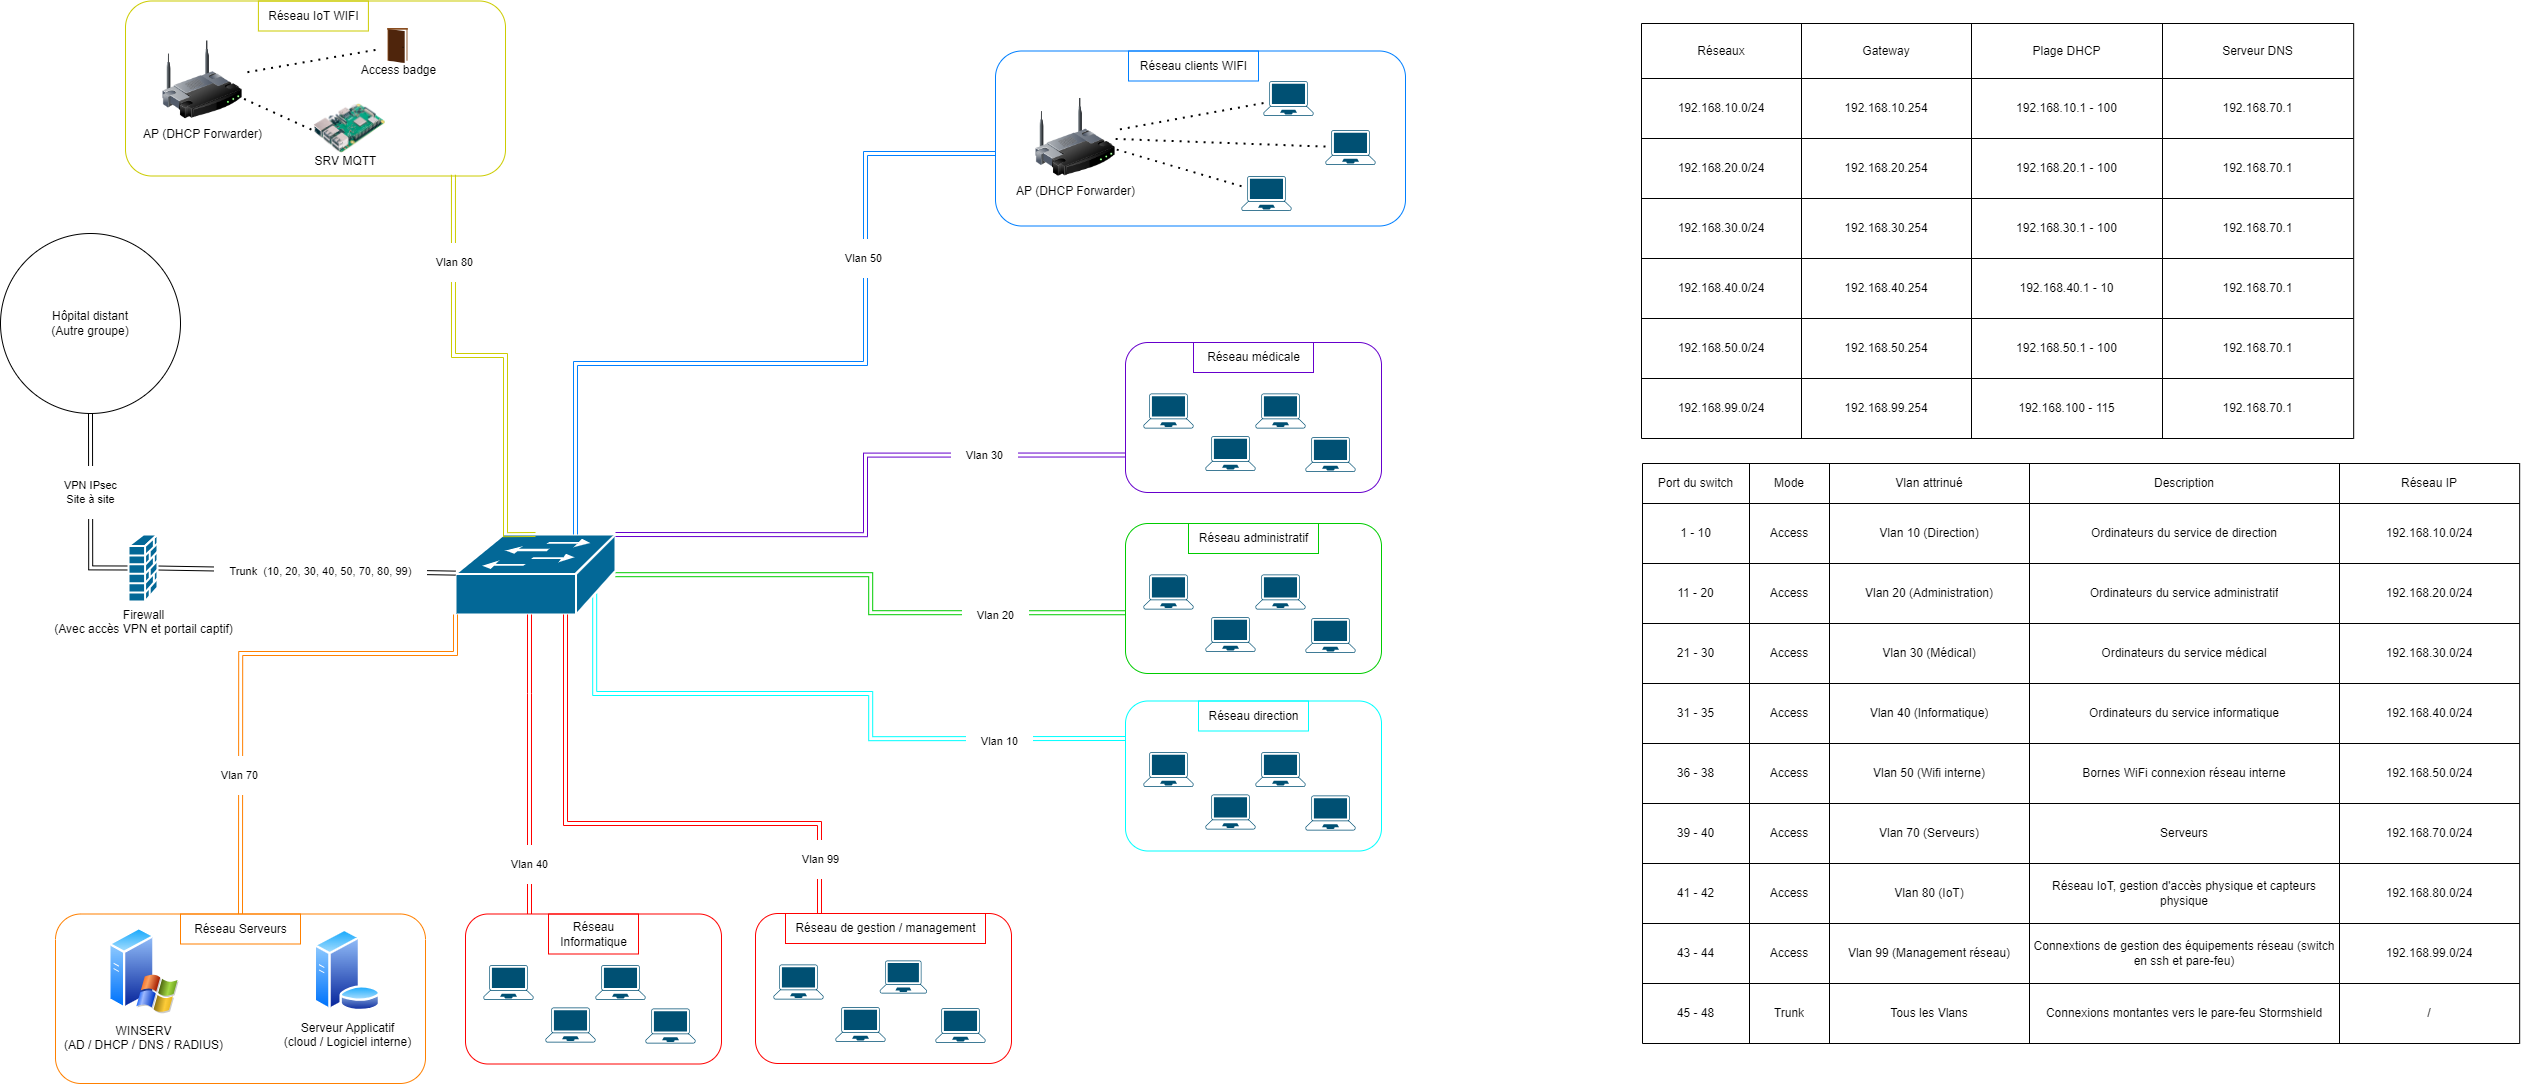 Réseau IoT WIFI
Access badge
AP (DHCP Forwarder)
SRV MQTT
Réseau clients WIFI
AP (DHCP Forwarder)
Vlan 80
Vlan 50
Hôpital distant
(Autre groupe)
VPN IPsec
Site à site
Firewall
(Avec accès VPN et portail captif)
Trunk (10, 20, 30, 40, 50, 70, 80, 99)
Réseau médicale
Vlan 30
Réseau administratif
Vlan 20
Réseau direction
Vlan 10
Vlan 70
Vlan 40
Vlan 99
Réseau Serveurs
WINSERV
(AD / DHCP / DNS / RADIUS)
Serveur Applicatif
(cloud / Logiciel interne)
Réseau
Informatique
Réseau de gestion / management
Réseaux Gateway Plage DHCP Serveur DNS
192.168.10.0/24 192.168.10.254 192.168.10.1 - 100 192.168.70.1
192.168.20.0/24 192.168.20.254 192.168.20.1 - 100 192.168.70.1
192.168.30.0/24 192.168.30.254 192.168.30.1 - 100 192.168.70.1
192.168.40.0/24 192.168.40.254 192.168.40.1 - 10 192.168.70.1
192.168.50.0/24 192.168.50.254 192.168.50.1 - 100 192.168.70.1
192.168.99.0/24 192.168.99.254 192.168.100 - 115 192.168.70.1
Port du switch Mode Vlan attrinué Description Réseau IP
1 - 10 Access Vlan 10 (Direction) Ordinateurs du service de direction 192.168.10.0/24
11 - 20 Access Vlan 20 (Administration) Ordinateurs du service administratif 192.168.20.0/24
21 - 30 Access Vlan 30 (Médical) Ordinateurs du service médical 192.168.30.0/24
31 - 35 Access Vlan 40 (Informatique) Ordinateurs du service informatique 192.168.40.0/24
36 - 38 Access Vlan 50 (Wifi interne) Bornes WiFi connexion réseau interne 192.168.50.0/24
39 - 40 Access Vlan 70 (Serveurs) Serveurs 192.168.70.0/24
41 - 42 Access Vlan 80 (IoT) Réseau IoT, gestion d'accès physique et capteurs
physique 192.168.80.0/24
43 - 44 Access Vlan 99 (Management réseau) Connextions de gestion des équipements réseau (switch
en ssh et pare-feu) 192.168.99.0/24
45 - 48 Trunk Tous les Vlans Connexions montantes vers le pare-feu Stormshield /